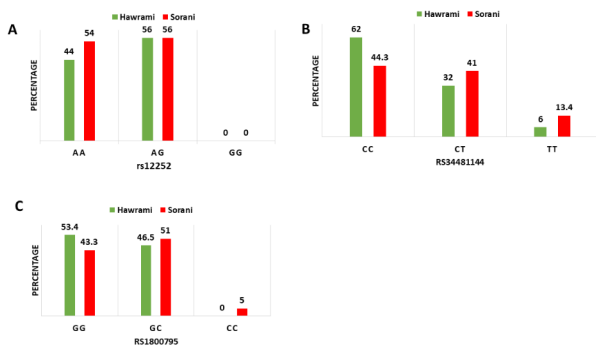 A
Hawrami Sorani
PERCENTAGE
44
54
56
56
0 0
AA AG GG
rs12252
B
Hawrami Sorani
PERCENTAGE
62
44.3
32
41
6
13.4
CC CT TT
RS34481144
C
Hawrami Sorani
PERCENTAGE
53.4
43.3
46.5
51
0
5
GG GC CC
RS1800795